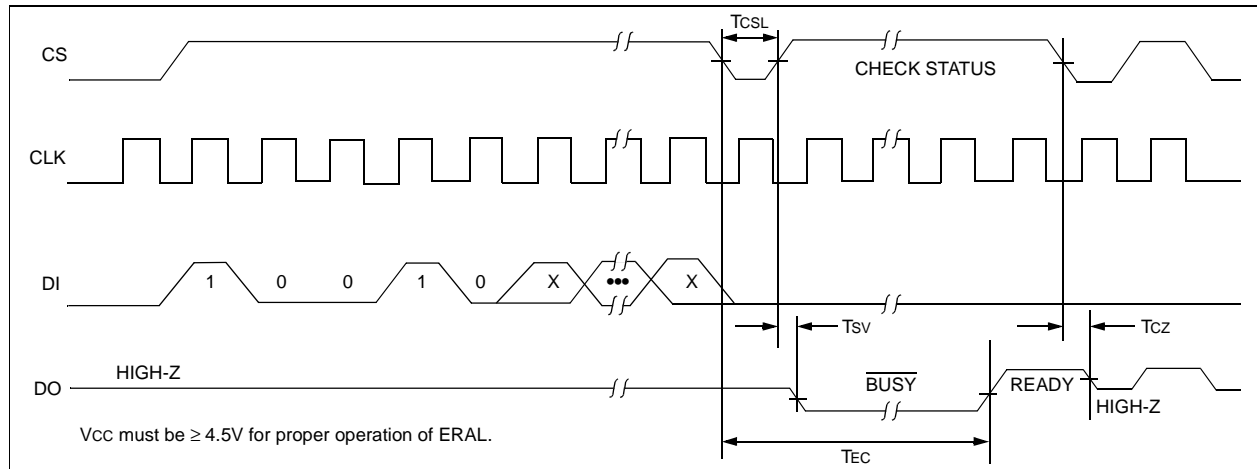 TCSL
CS
CHECK STATUS
CLK
DI
1 0 0 1 0 X ••• X
TSV
TCZ
HIGH-Z
DO
BUSY
READY
HIGH-Z
VCC must be ≥ 4.5V for proper operation of ERAL.
TEC